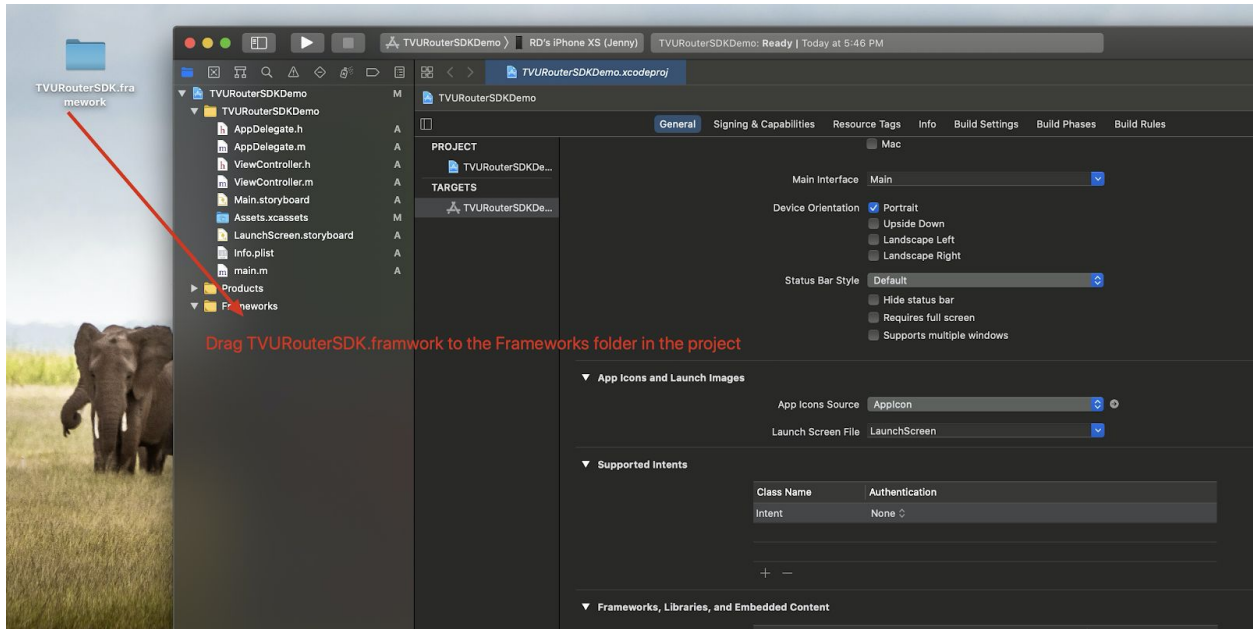 TVURouterSDK.fra
mework
TVURouterSDKDemo 〉 RD's iPhone XS (Jenny)
TVURouterSDKDemo: Ready | Today at 5:46 PM
TVURouterSDKDemo.xcodeproj
TVURouterSDKDemo M
TVURouterSDKDemo
TVURouterSDKDemo
AppDelegate.h A
AppDelegate.m A
ViewController.h A
ViewController.m A
Main.storyboard A
Assets.xcassets M
LaunchScreen.storyboard A
Info.plist A
main.m A
Products
Frameworks
Drag TVURouterSDK.framwork to the Frameworks folder in the project
General Signing & Capabilities Resource Tags Info Build Settings Build Phases Build Rules
PROJECT
TVURouterSDKDe...
TARGETS
TVURouterSDKDe...
Mac
Main Interface Main
Device Orientation Portrait
Upside Down
Landscape Left
Landscape Right
Status Bar Style Default
Hide status bar
Requires full screen
Supports multiple windows
App Icons and Launch Images
App Icons Source AppIcon
Launch Screen File LaunchScreen
Supported Intents
Class Name Authentication
Intent None
Frameworks, Libraries, and Embedded Content